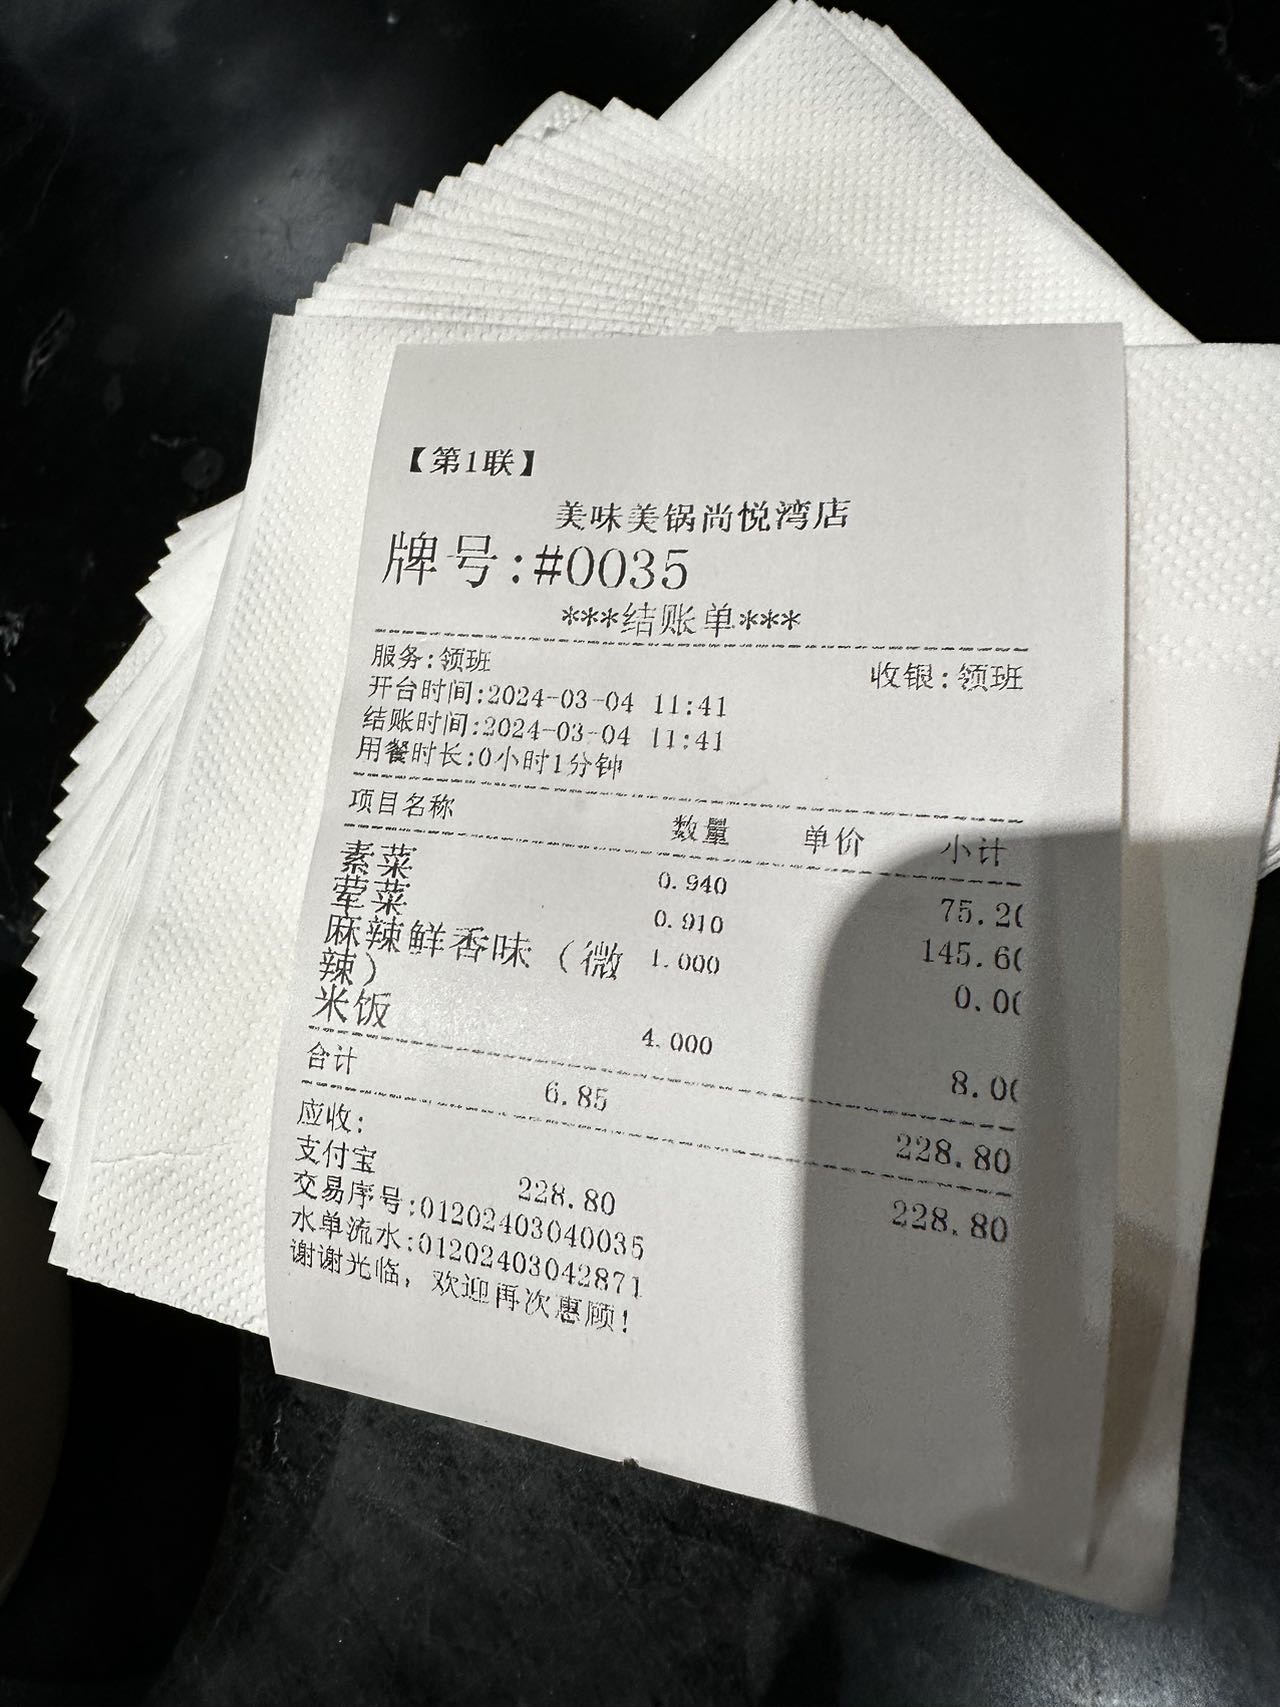 【第1联】
美味美锅尚悦湾店
牌号:#0035
***结账单***
服务:领班 收银:领班
开台时间:2024-03-04 11:41
结账时间:2024-03-04 11:41
用餐时长:0小时1分钟
项目名称 数量 单价 小计
素菜 0.940 75.20
荤菜 0.910 145.60
麻辣鲜香味（微 1.000 0.00
辣）
米饭 4.000 8.00
合计 6.85 228.80
应收: 228.80
支付宝 228.80
交易序号:01202403040035
水单流水:01202403042871
谢谢光临，欢迎再次惠顾!